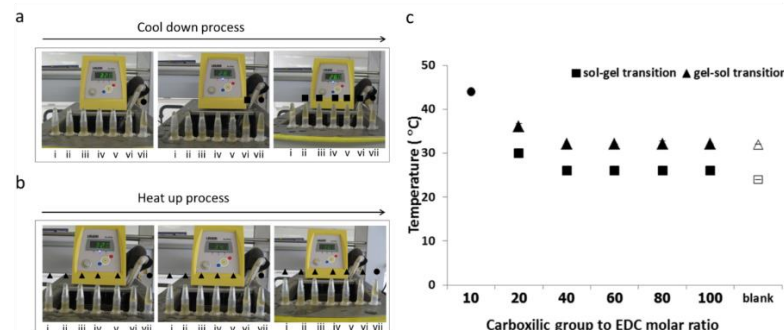 a
Cool down process
i ii iii iv v vi vii
i ii iii iv v vi vii
i ii iii iv v vi vii
b
Heat up process
i ii iii iv v vi vii
i ii iii iv v vi vii
i ii iii iv v vi vii
c
■ sol-gel transition ▲ gel-sol transition
Temperature ( °C)
50
40
30
20
10
0
10 20 40 60 80 100 blank
Carboxilic group to EDC molar ratio